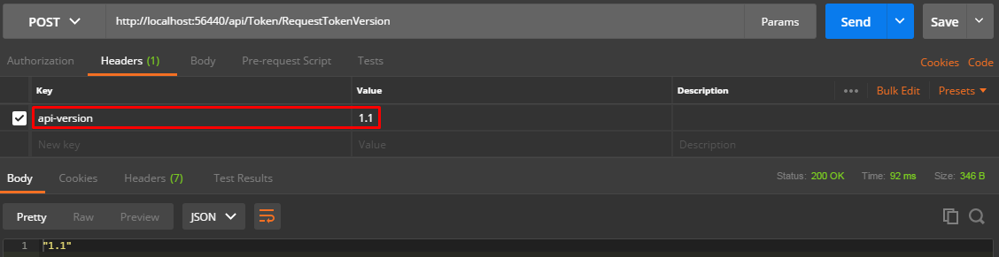 POST http://localhost:56440/api/Token/RequestTokenVersion Params Send Save
Authorization Headers (1) Body Pre-request Script Tests Cookies Code
Key Value Description ••• Bulk Edit Presets
api-version 1.1
New key Value Description
Body Cookies Headers (7) Test Results Status: 200 OK Time: 92 ms Size: 346 B
Pretty Raw Preview JSON
1 "1.1"